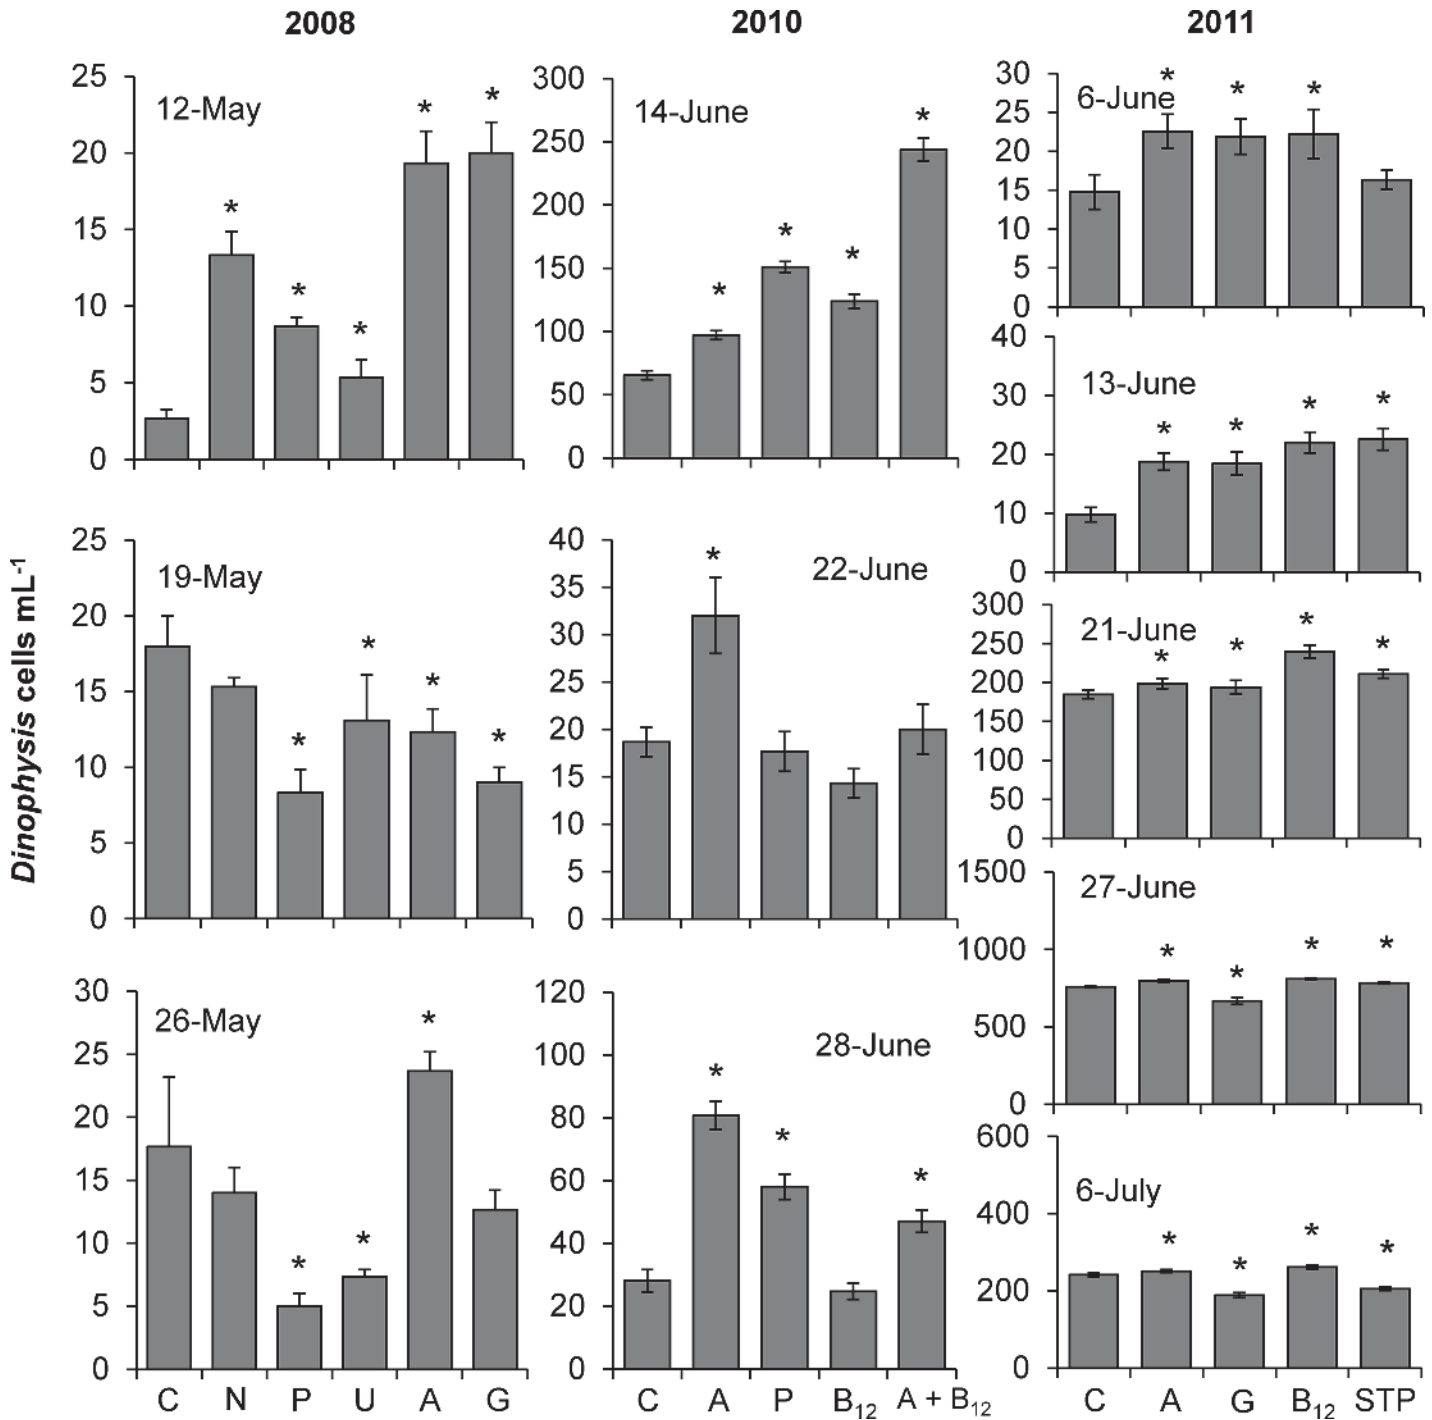 2008
2010
2011
Dinophysis cells mL-1
12-May
25
20
15
10
5
0
* * * * *
19-May
25
20
15
10
5
0
* * * *
26-May
30
25
20
15
10
5
0
* * *
C N P U A G
14-June
300
250
200
150
100
50
0
* * * *
22-June
40
35
30
25
20
15
10
5
0
*
28-June
120
100
80
60
40
20
0
* * *
C A P B12 A + B12
6-June
30
25
20
15
10
5
0
* * *
13-June
40
30
20
10
0
* * * *
21-June
300
250
200
150
100
50
0
* * * *
27-June
1500
1000
500
0
* * * *
6-July
600
400
200
0
* * * *
C A G B12 STP